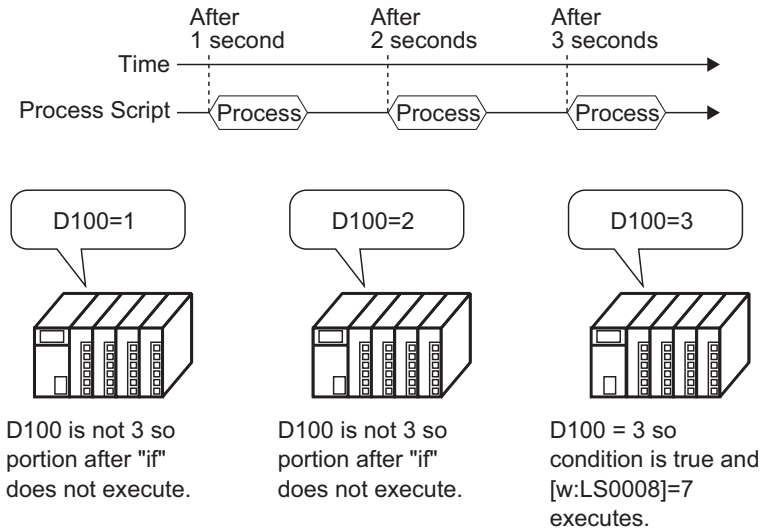 After
1 second
After
2 seconds
After
3 seconds
Time
Process Script
Process
Process
Process
D100=1
D100=2
D100=3
D100 is not 3 so
portion after "if"
does not execute.
D100 is not 3 so
portion after "if"
does not execute.
D100 = 3 so
condition is true and
[w:LS0008]=7
executes.